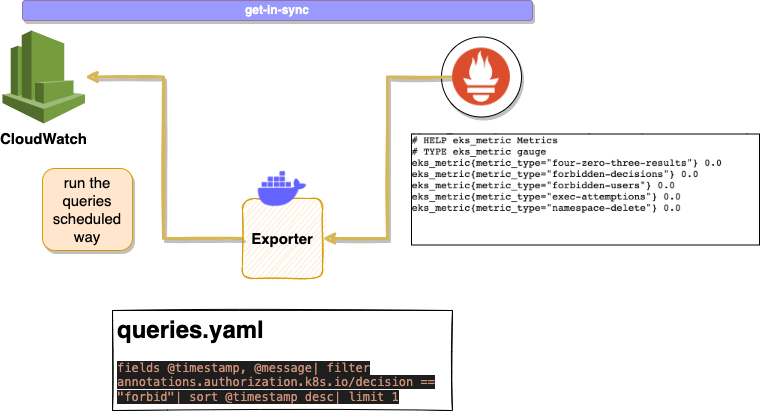 get-in-sync
CloudWatch
# HELP eks_metric Metrics
# TYPE eks_metric gauge
eks_metric{metric_type="four-zero-three-results"} 0.0
eks_metric{metric_type="forbidden-decisions"} 0.0
eks_metric{metric_type="forbidden-users"} 0.0
eks_metric{metric_type="exec-attemptions"} 0.0
eks_metric{metric_type="namespace-delete"} 0.0
run the
queries
scheduled
way
Exporter
queries.yaml
fields @timestamp, @message| filter
annotations.authorization.k8s.io/decision ==
"forbid"| sort @timestamp desc| limit 1